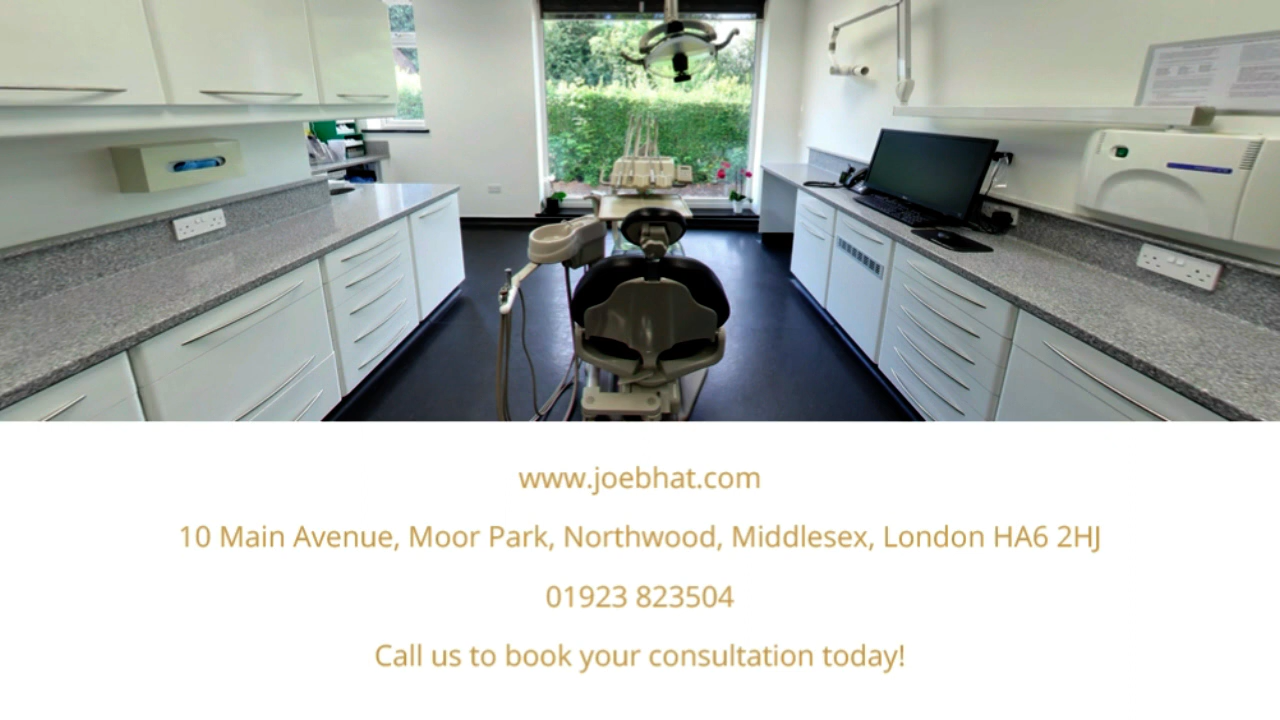 www.joebhat.com
10 Main Avenue, Moor Park, Northwood, Middlesex, London HA6 2HJ
01923 823504
Call us to book your consultation today!